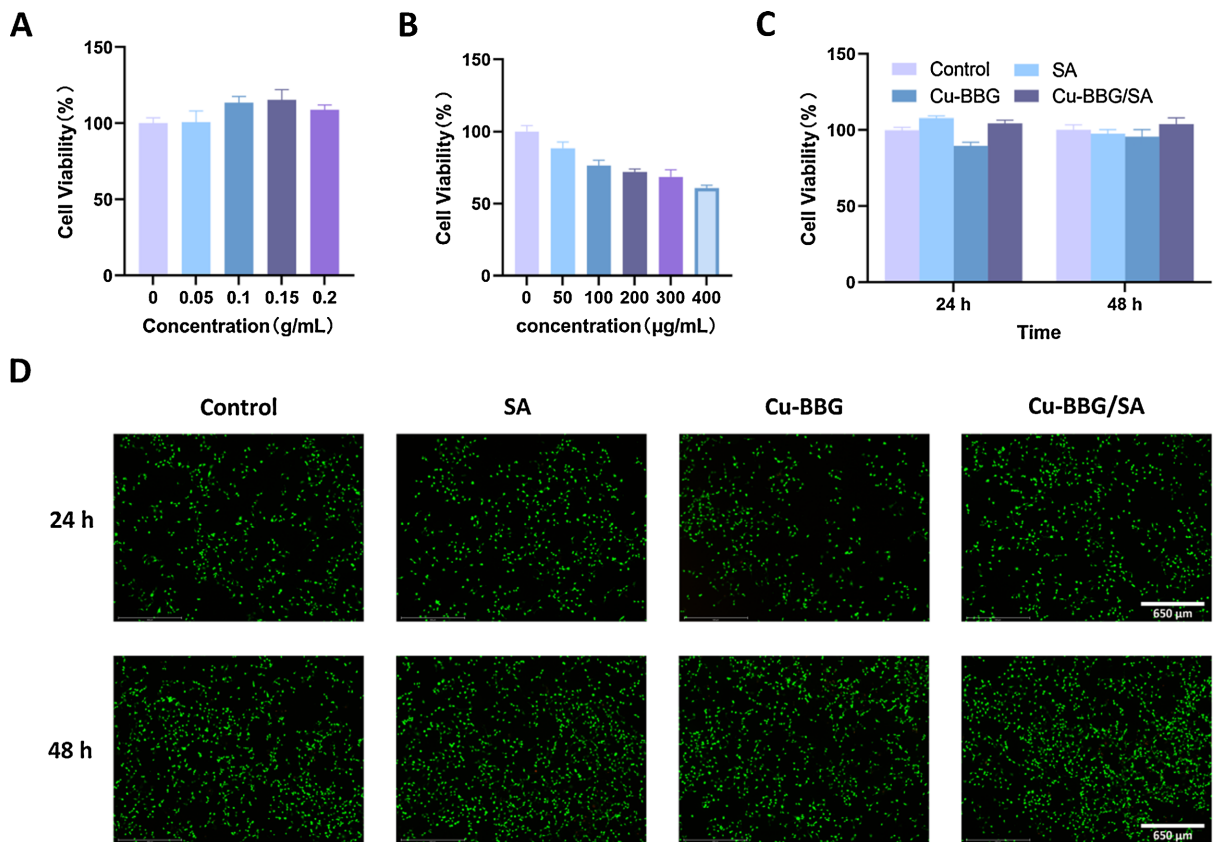 A
150
100
50
0
Cell Viability(%)
0 0.05 0.1 0.15 0.2
Concentration(g/mL)
B
150
100
50
0
Cell Viability(%)
0 50 100 200 300 400
concentration(μg/mL)
C
150
100
50
0
Cell Viability(%)
Control SA
Cu-BBG Cu-BBG/SA
24 h 48 h
Time
D
Control SA Cu-BBG Cu-BBG/SA
24 h
650 μm
48 h
650 μm